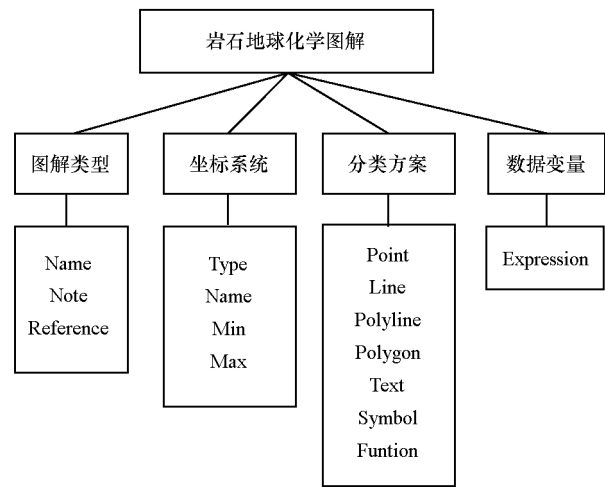 岩石地球化学图解
图解类型
坐标系统
分类方案
数据变量
Name
Note
Reference
Type
Name
Min
Max
Point
Line
Polyline
Polygon
Text
Symbol
Funtion
Expression